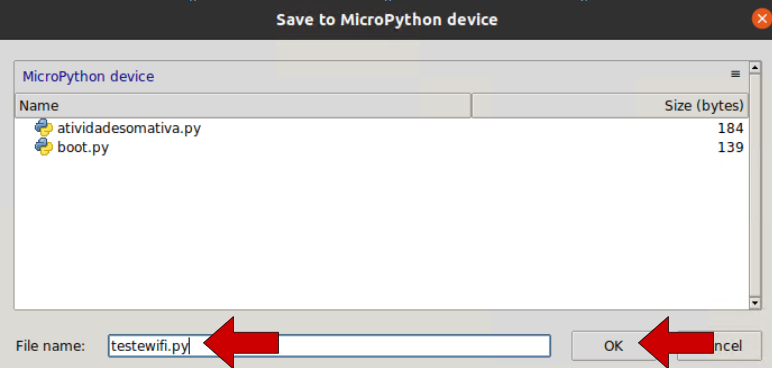 Save to MicroPython device
MicroPython device
Name Size (bytes)
atividadesomativa.py 184
boot.py 139
File name: testewifi.py OK ncel